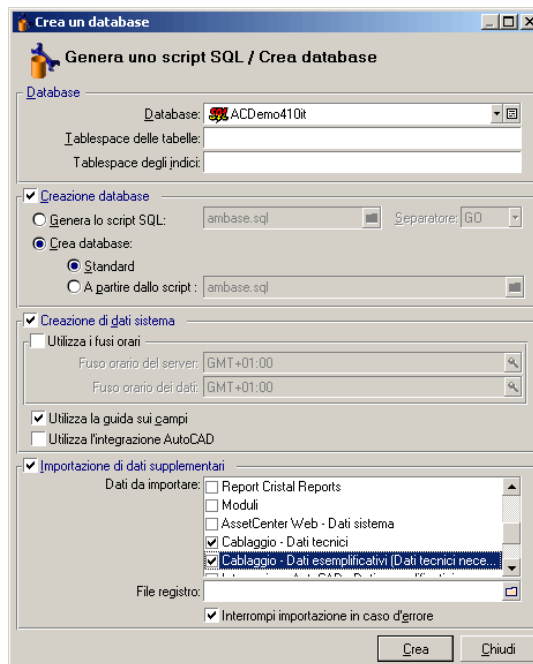 Crea un database
Genera uno script SQL / Crea database
Database
Database: ACDemo410it
Tablespace delle tabelle:
Tablespace degli indici:
Creazione database
Genera lo script SQL: ambase.sql Separatore: GO
Crea database:
Standard
A partire dallo script : ambase.sql
Creazione di dati sistema
Utilizza i fusi orari
Fuso orario del server: GMT+01:00
Fuso orario dei dati: GMT+01:00
Utilizza la guida sui campi
Utilizza l'integrazione AutoCAD
Importazione di dati supplementari
Dati da importare: Report Cristal Reports
Moduli
AssetCenter Web - Dati sistema
Cablaggio - Dati tecnici
Cablaggio - Dati esemplificativi (Dati tecnici nece...
File registro:
Interrompi importazione in caso d'errore
Crea Chiudi